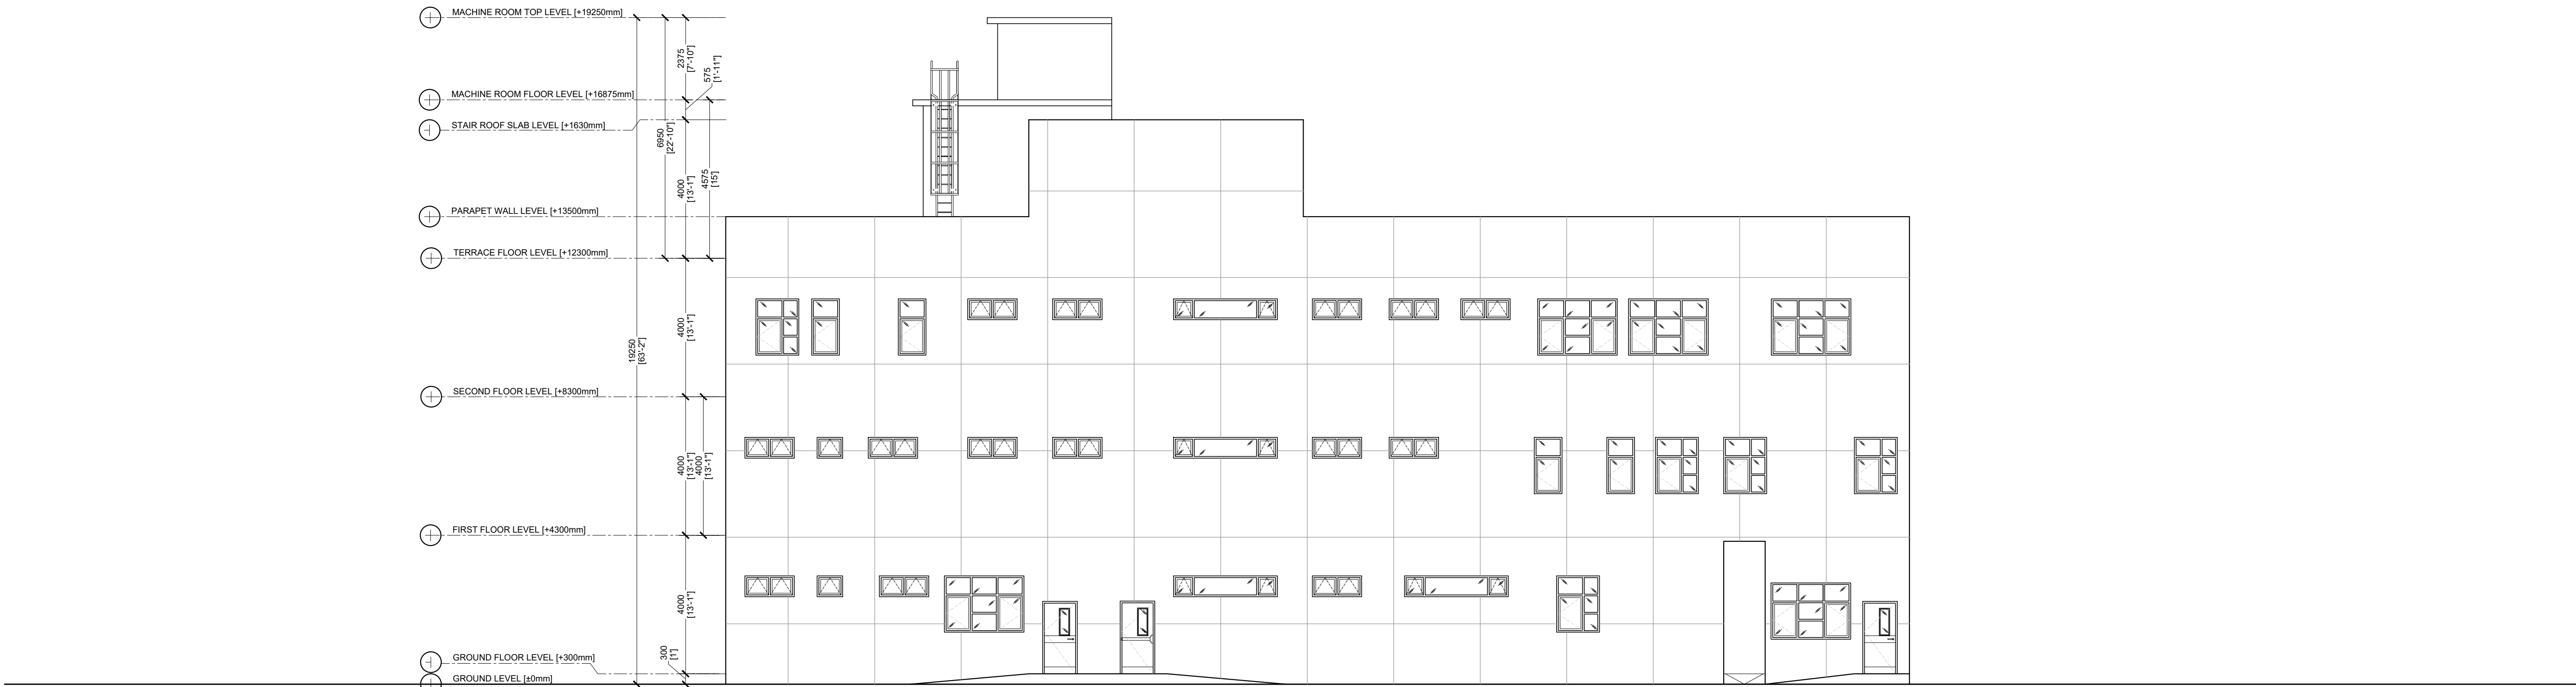 MACHINE ROOM TOP LEVEL [+19250mm]
2375
[7'-10"]
575
[1'-11"]
MACHINE ROOM FLOOR LEVEL [+16875mm]
STAIR ROOF SLAB LEVEL [+1630mm]
6950
[22'-10"]
4000
[13'-1"]
4575
[15']
PARAPET WALL LEVEL [+13500mm]
TERRACE FLOOR LEVEL [+12300mm]
19250
[63'-2"]
4000
[13'-1"]
SECOND FLOOR LEVEL [+8300mm]
4000
[13'-1"]
4000
[13'-1"]
FIRST FLOOR LEVEL [+4300mm]
4000
[13'-1"]
300
[1']
GROUND FLOOR LEVEL [+300mm]
GROUND LEVEL [±0mm]